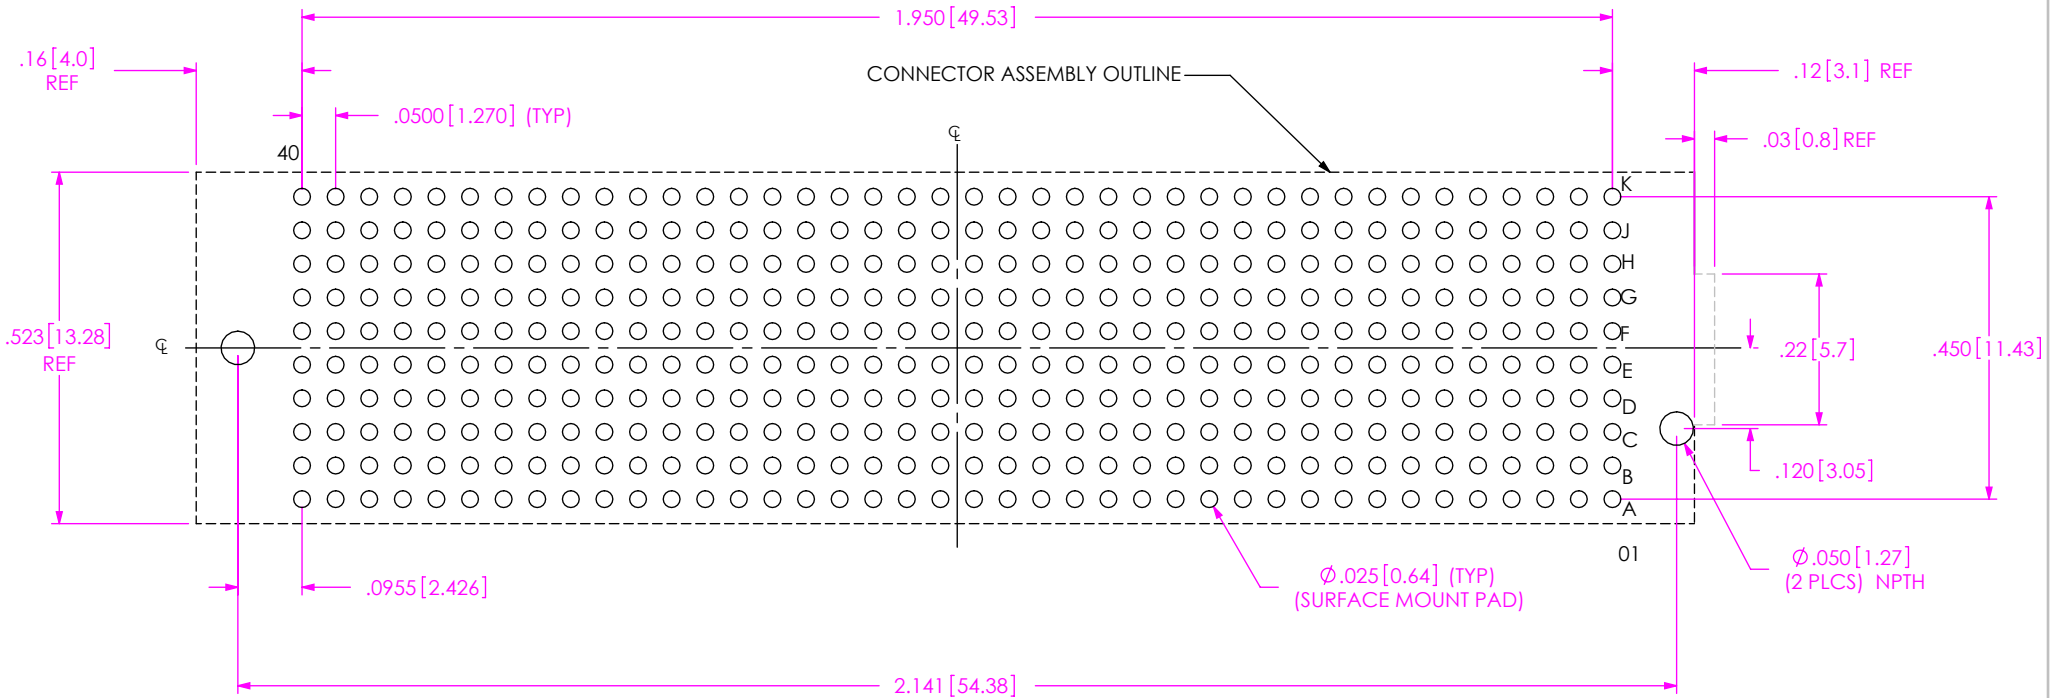 1.950[49.53]
.16[4.0]
REF
CONNECTOR ASSEMBLY OUTLINE
.12[3.1] REF
.0500[1.270] (TYP)
.03[0.8] REF
℄
40
K
J
H
G
F
E
D
C
B
A
.523[13.28]
REF
℄
.22[5.7]
.450[11.43]
.120[3.05]
01
Ø.050[1.27]
(2 PLCS) NPTH
Ø.025[0.64] (TYP)
(SURFACE MOUNT PAD)
.0955[2.426]
2.141[54.38]